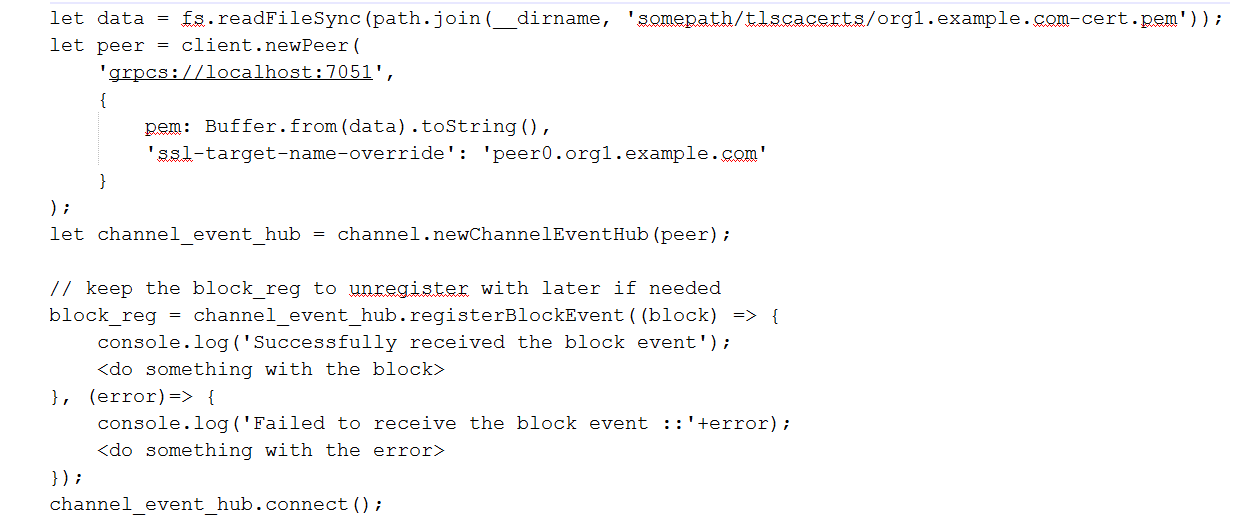 let data = fs.readFileSync(path.join(__dirname, 'somepath/tlscacerts/org1.example.com-cert.pem'));
let peer = client.newPeer(
    'grpcs://localhost:7051',
    {
        pem: Buffer.from(data).toString(),
        'ssl-target-name-override': 'peer0.org1.example.com'
    }
);
let channel_event_hub = channel.newChannelEventHub(peer);

// keep the block_reg to unregister with later if needed
block_reg = channel_event_hub.registerBlockEvent((block) => {
    console.log('Successfully received the block event');
    <do something with the block>
}, (error)=> {
    console.log('Failed to receive the block event ::'+error);
    <do something with the error>
});
channel_event_hub.connect();